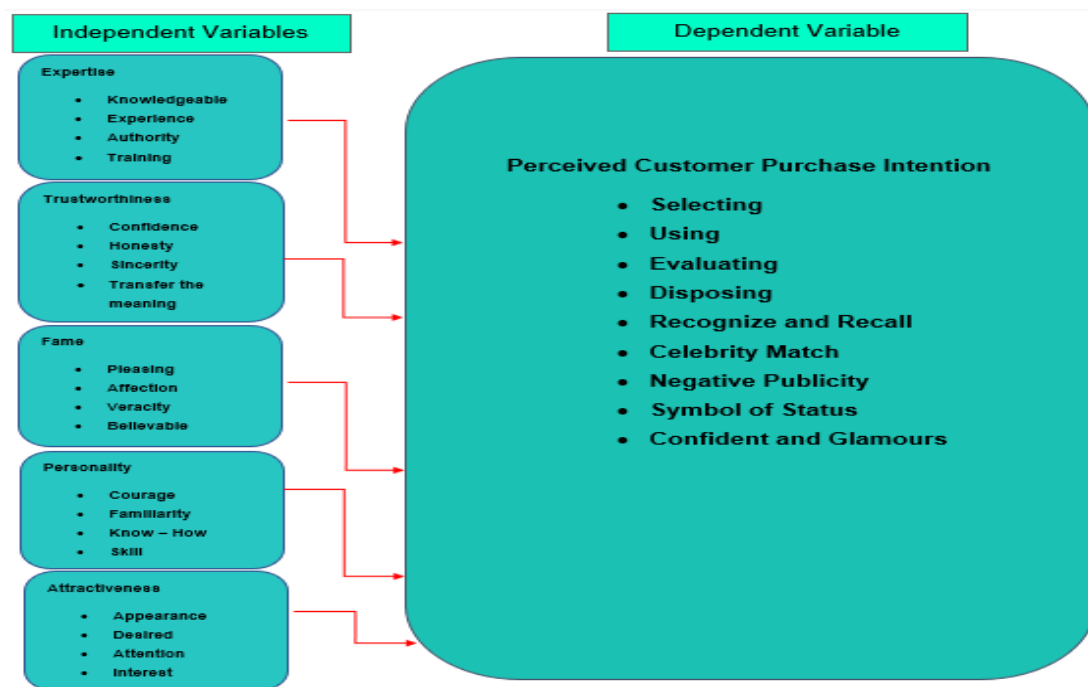 Independent Variables
Expertise
• Knowledgeable
• Experience
• Authority
• Training
Trustworthiness
• Confidence
• Honesty
• Sincerity
• Transfer the
meaning
Fame
• Pleasing
• Affection
• Veracity
• Believable
Personality
• Courage
• Familiarity
• Know – How
• Skill
Attractiveness
• Appearance
• Desired
• Attention
• Interest
Dependent Variable
Perceived Customer Purchase Intention
• Selecting
• Using
• Evaluating
• Disposing
• Recognize and Recall
• Celebrity Match
• Negative Publicity
• Symbol of Status
• Confident and Glamours